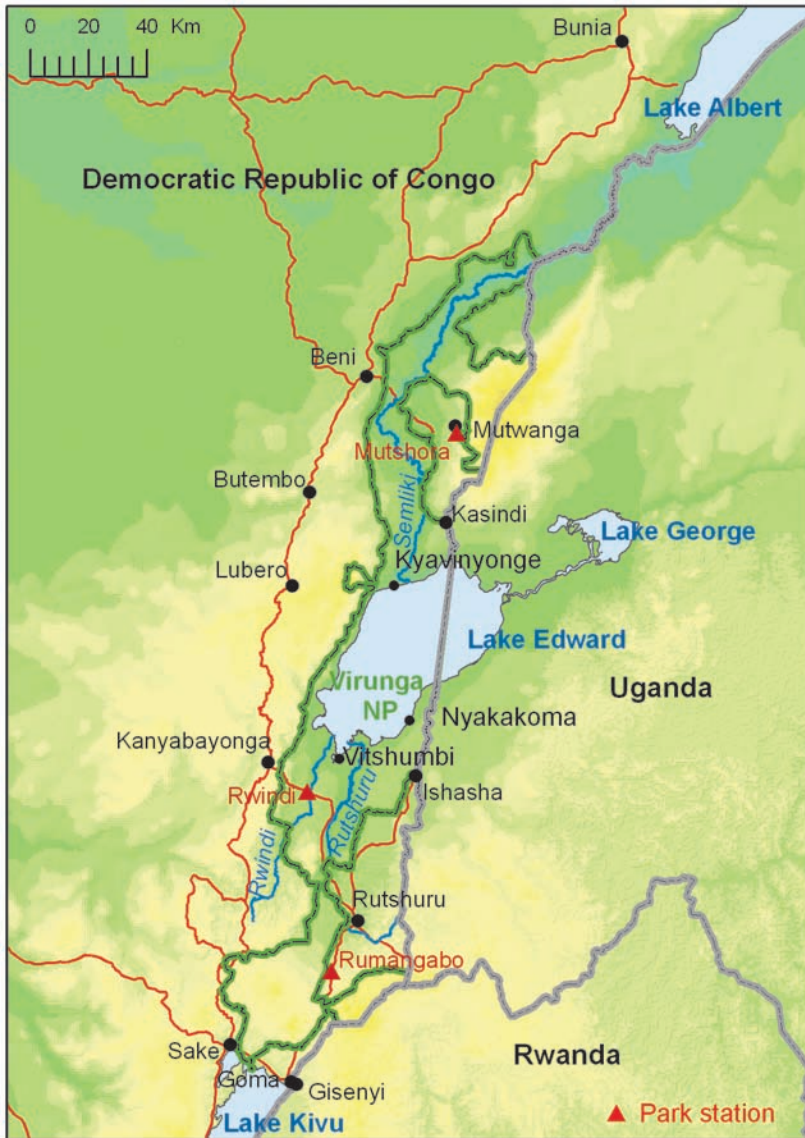 0 20 40 Km
Bunia
Lake Albert
Democratic Republic of Congo
Beni
Mutwanga
Mutshora
Butembo
Semliki
Kasindi
Lake George
Kyavinyonge
Lubero
Lake Edward
Virunga
NP
Uganda
Nyakakoma
Kanyabayonga
Vitshumbi
Ishasha
Rwindi
Rutshuru
Rwindi
Rutshuru
Rumangabo
Sake
Rwanda
Goma
Gisenyi
Lake Kivu
Park station